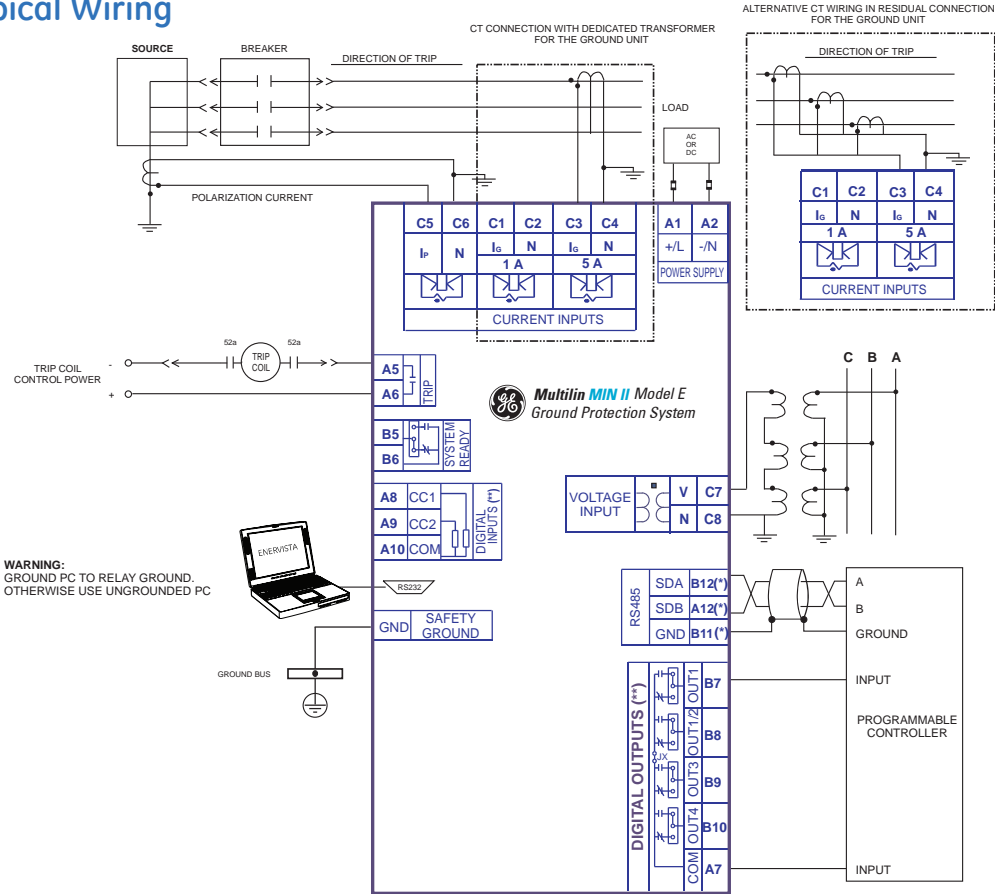 pical Wiring
CT CONNECTION WITH DEDICATED TRANSFORMER
FOR THE GROUND UNIT
ALTERNATIVE CT WIRING IN RESIDUAL CONNECTION
FOR THE GROUND UNIT
SOURCE
BREAKER
DIRECTION OF TRIP
DIRECTION OF TRIP
LOAD
AC
OR
DC
POLARIZATION CURRENT
C5 C6 C1 C2 C3 C4
IP N IG N IG N
1 A 5 A
CURRENT INPUTS
A1 A2
+/L -/N
POWER SUPPLY
C1 C2 C3 C4
IG N IG N
1 A 5 A
CURRENT INPUTS
TRIP COIL
CONTROL POWER
-
+
52a
TRIP
COIL
52a
A5
A6
TRIP
B5
B6
SYSTEM
READY
A8 CC1
A9 CC2
A10 COM
DIGITAL
INPUTS (**)
GE
Multilin MIN II Model E
Ground Protection System
C B A
VOLTAGE
INPUT
V C7
N C8
WARNING:
GROUND PC TO RELAY GROUND.
OTHERWISE USE UNGROUNDED PC
ENERVISTA
RS232
GND
SAFETY
GROUND
GROUND BUS
RS485
SDA B12(*)
SDB A12(*)
GND B11(*)
A
B
GROUND
INPUT
PROGRAMMABLE
CONTROLLER
INPUT
DIGITAL OUTPUTS (**)
JX
OUT1 B7
OUT1/2 B8
OUT3 B9
OUT4 B10
COM A7